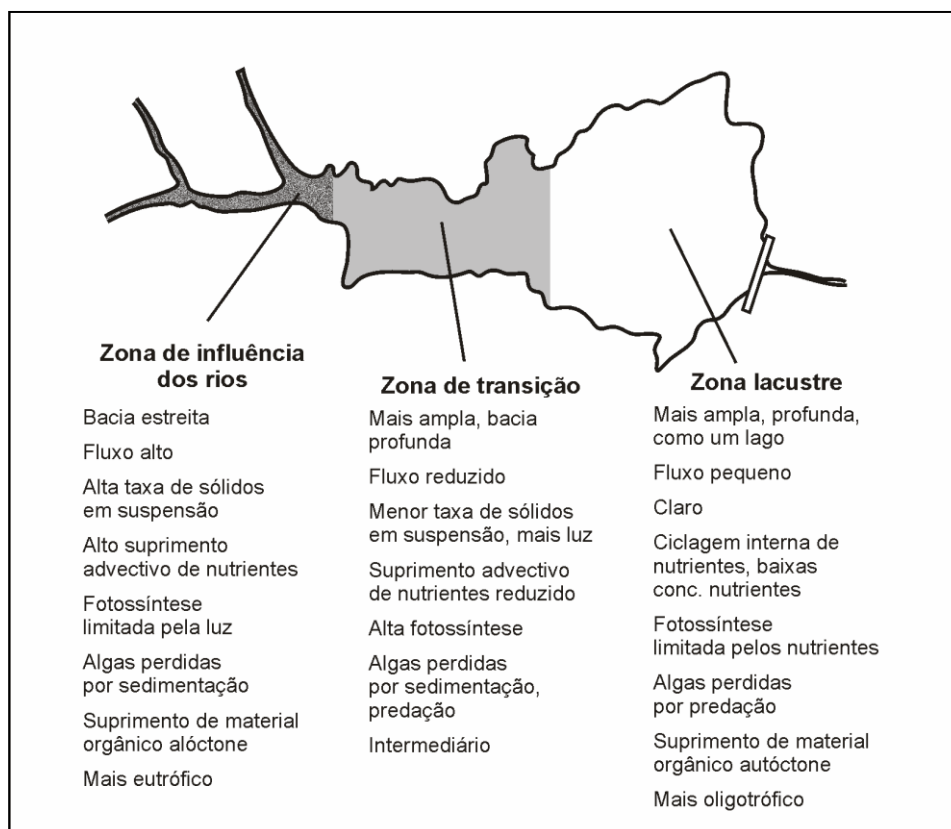 Zona de influência
dos rios
Bacia estreita
Fluxo alto
Alta taxa de sólidos
em suspensão
Alto suprimento
advectivo de nutrientes
Fotossíntese
limitada pela luz
Algas perdidas
por sedimentação
Suprimento de material
orgânico alóctone
Mais eutrófico
Zona de transição
Mais ampla, bacia
profunda
Fluxo reduzido
Menor taxa de sólidos
em suspensão, mais luz
Suprimento advectivo
de nutrientes reduzido
Alta fotossíntese
Algas perdidas
por sedimentação,
predação
Intermediário
Zona lacustre
Mais ampla, profunda,
como um lago
Fluxo pequeno
Claro
Ciclagem interna de
nutrientes, baixas
conc. nutrientes
Fotossíntese
limitada pelos nutrientes
Algas perdidas
por predação
Suprimento de material
orgânico autóctone
Mais oligotrófico